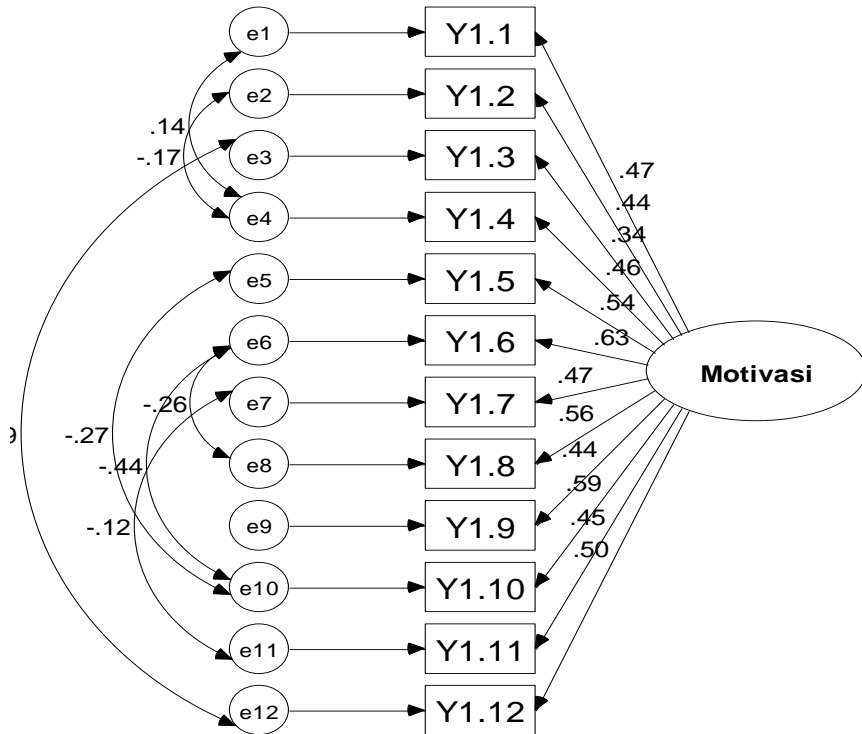 e1
Y1.1
e2
Y1.2
.14
-.17
e3
Y1.3
.47
.44
e4
Y1.4
.34
.46
e5
Y1.5
.54
e6
Y1.6
.63
Motivasi
-.26
e7
Y1.7
.47
9
-.27
.56
-.44
e8
Y1.8
.44
e9
Y1.9
.59
-.12
.45
e10
Y1.10
.50
e11
Y1.11
e12
Y1.12